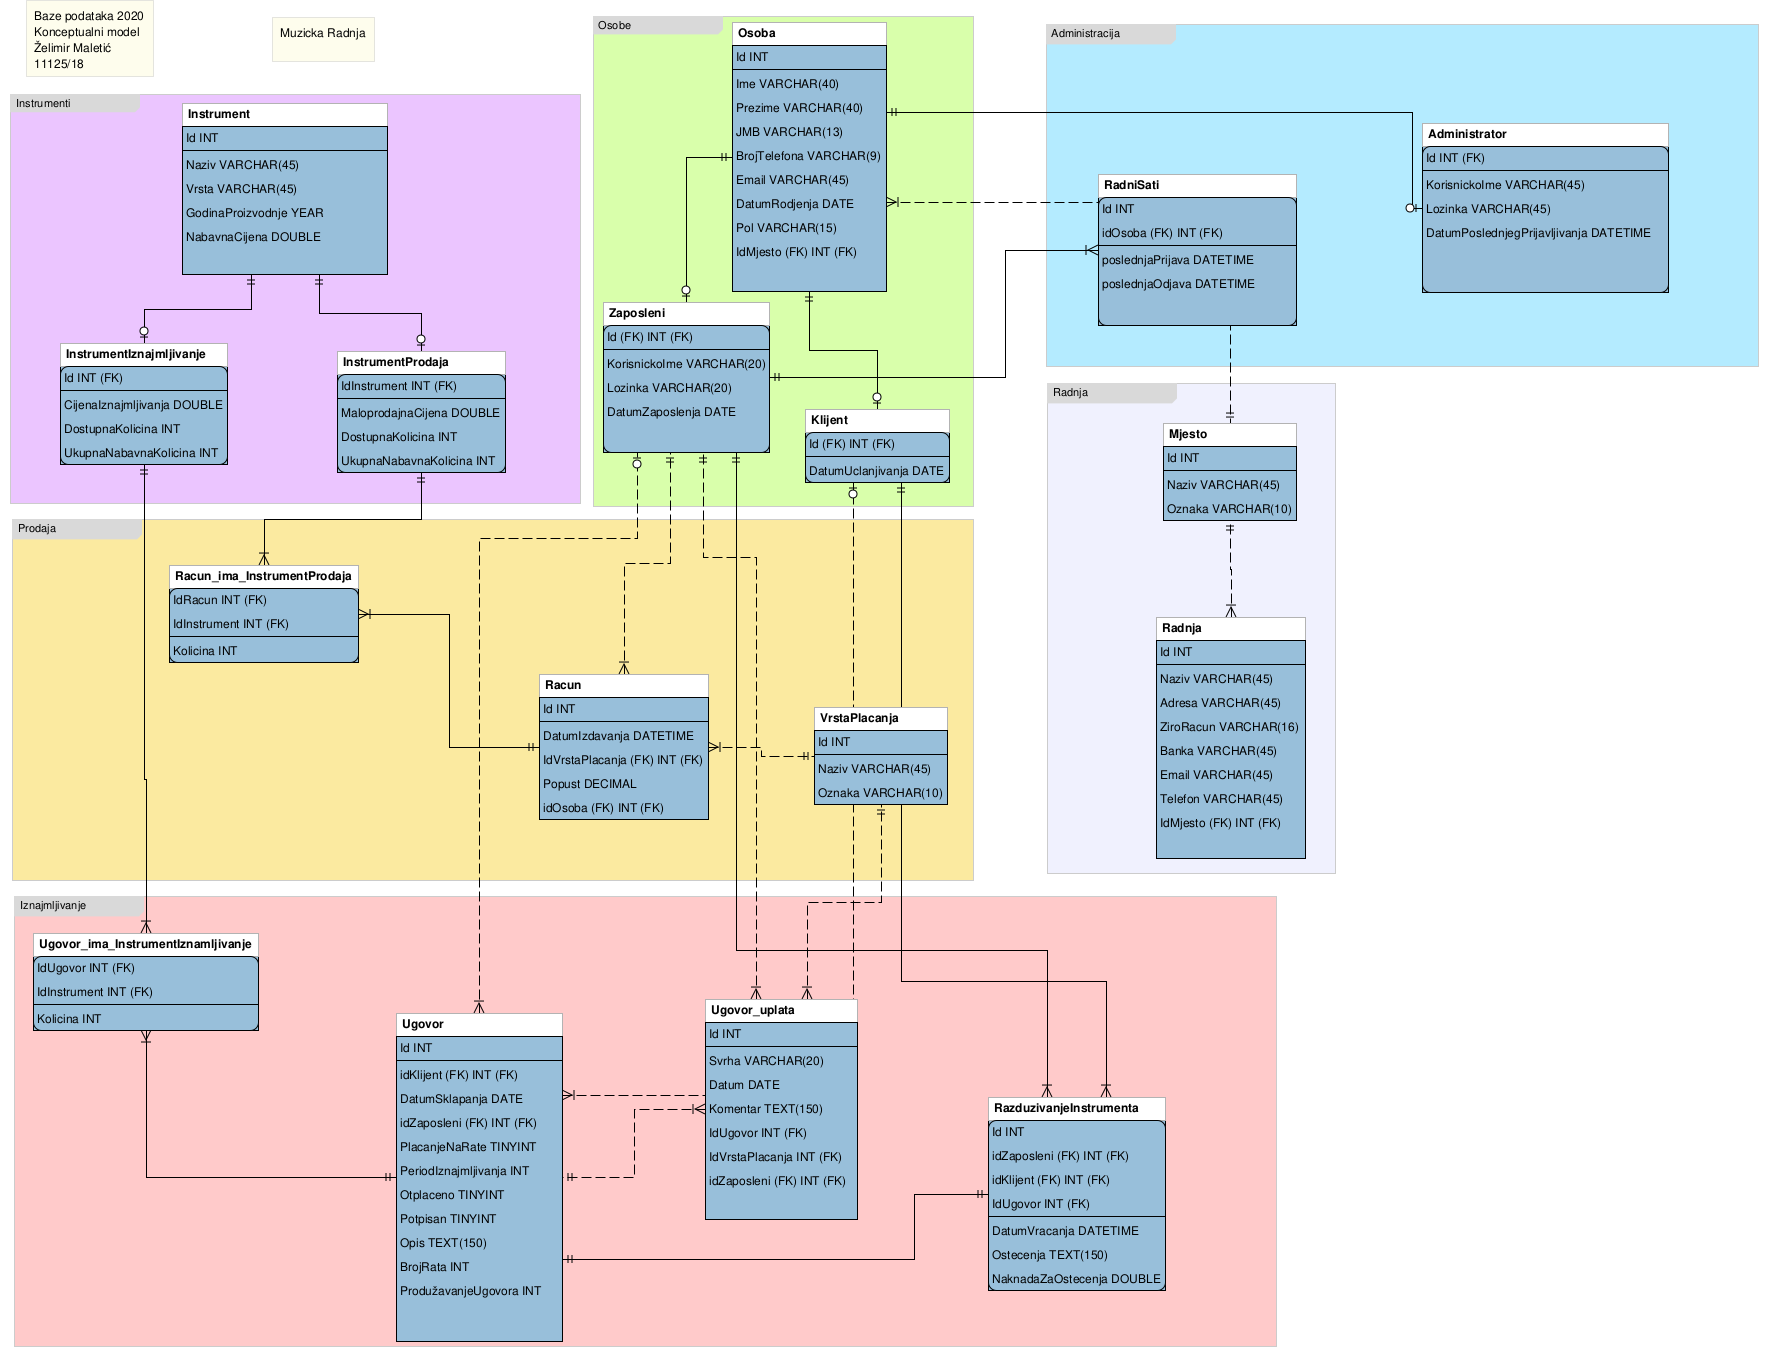 Baze podataka 2020
Konceptualni model
Želimir Maletić
11125/18
Muzicka Radnja
Instrumenti
Instrument
Id INT
Naziv VARCHAR(45)
Vrsta VARCHAR(45)
GodinaProizvodnje YEAR
NabavnaCijena DOUBLE
InstrumentIznajmljivanje
Id INT (FK)
CijenaIznajmljivanja DOUBLE
DostupnaKolicina INT
UkupnaNabavnaKolicina INT
InstrumentProdaja
IdInstrument INT (FK)
MaloprodajnaCijena DOUBLE
DostupnaKolicina INT
UkupnaNabavnaKolicina INT
Osobe
Osoba
Id INT
Ime VARCHAR(40)
Prezime VARCHAR(40)
JMB VARCHAR(13)
BrojTelefona VARCHAR(9)
Email VARCHAR(45)
DatumRodjenja DATE
Pol VARCHAR(15)
IdMjesto (FK) INT (FK)
Zaposleni
Id (FK) INT (FK)
KorisnickoIme VARCHAR(20)
Lozinka VARCHAR(20)
DatumZaposlenja DATE
Klijent
Id (FK) INT (FK)
DatumUclanjivanja DATE
Administracija
RadniSati
Id INT
idOsoba (FK) INT (FK)
poslednjaPrijava DATETIME
poslednjaOdjava DATETIME
Administrator
Id INT (FK)
KorisnickoIme VARCHAR(45)
Lozinka VARCHAR(45)
DatumPoslednjegPrijavljivanja DATETIME
Radnja
Mjesto
Id INT
Naziv VARCHAR(45)
Oznaka VARCHAR(10)
Radnja
Id INT
Naziv VARCHAR(45)
Adresa VARCHAR(45)
ZiroRacun VARCHAR(16)
Banka VARCHAR(45)
Email VARCHAR(45)
Telefon VARCHAR(45)
IdMjesto (FK) INT (FK)
Prodaja
Racun_ima_InstrumentProdaja
IdRacun INT (FK)
IdInstrument INT (FK)
Kolicina INT
Racun
Id INT
DatumIzdavanja DATETIME
IdVrstaPlacanja (FK) INT (FK)
Popust DECIMAL
idOsoba (FK) INT (FK)
VrstaPlacanja
Id INT
Naziv VARCHAR(45)
Oznaka VARCHAR(10)
Iznajmljivanje
Ugovor_ima_InstrumentIznamljivanje
IdUgovor INT (FK)
IdInstrument INT (FK)
Kolicina INT
Ugovor
Id INT
idKlijent (FK) INT (FK)
DatumSklapanja DATE
idZaposleni (FK) INT (FK)
PlacanjeNaRate TINYINT
PeriodIznajmljivanja INT
Otplaceno TINYINT
Potpisan TINYINT
Opis TEXT(150)
BrojRata INT
ProdužavanjeUgovora INT
Ugovor_uplata
Id INT
Svrha VARCHAR(20)
Datum DATE
Komentar TEXT(150)
IdUgovor INT (FK)
IdVrstaPlacanja INT (FK)
idZaposleni (FK) INT (FK)
RazduzivanjeInstrumenta
Id INT
idZaposleni (FK) INT (FK)
idKlijent (FK) INT (FK)
IdUgovor INT (FK)
DatumVracanja DATETIME
Ostecenja TEXT(150)
NaknadaZaOstecenja DOUBLE